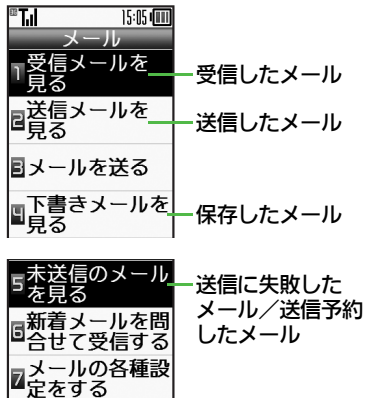 15:05
メール
1 受信メールを
見る
受信したメール
2 送信メールを
見る
送信したメール
3 メールを送る
4 下書きメールを
見る
保存したメール
5 未送信のメール
を見る
送信に失敗した
メール／送信予約
したメール
6 新着メールを問
合せて受信する
7 メールの各種設
定をする